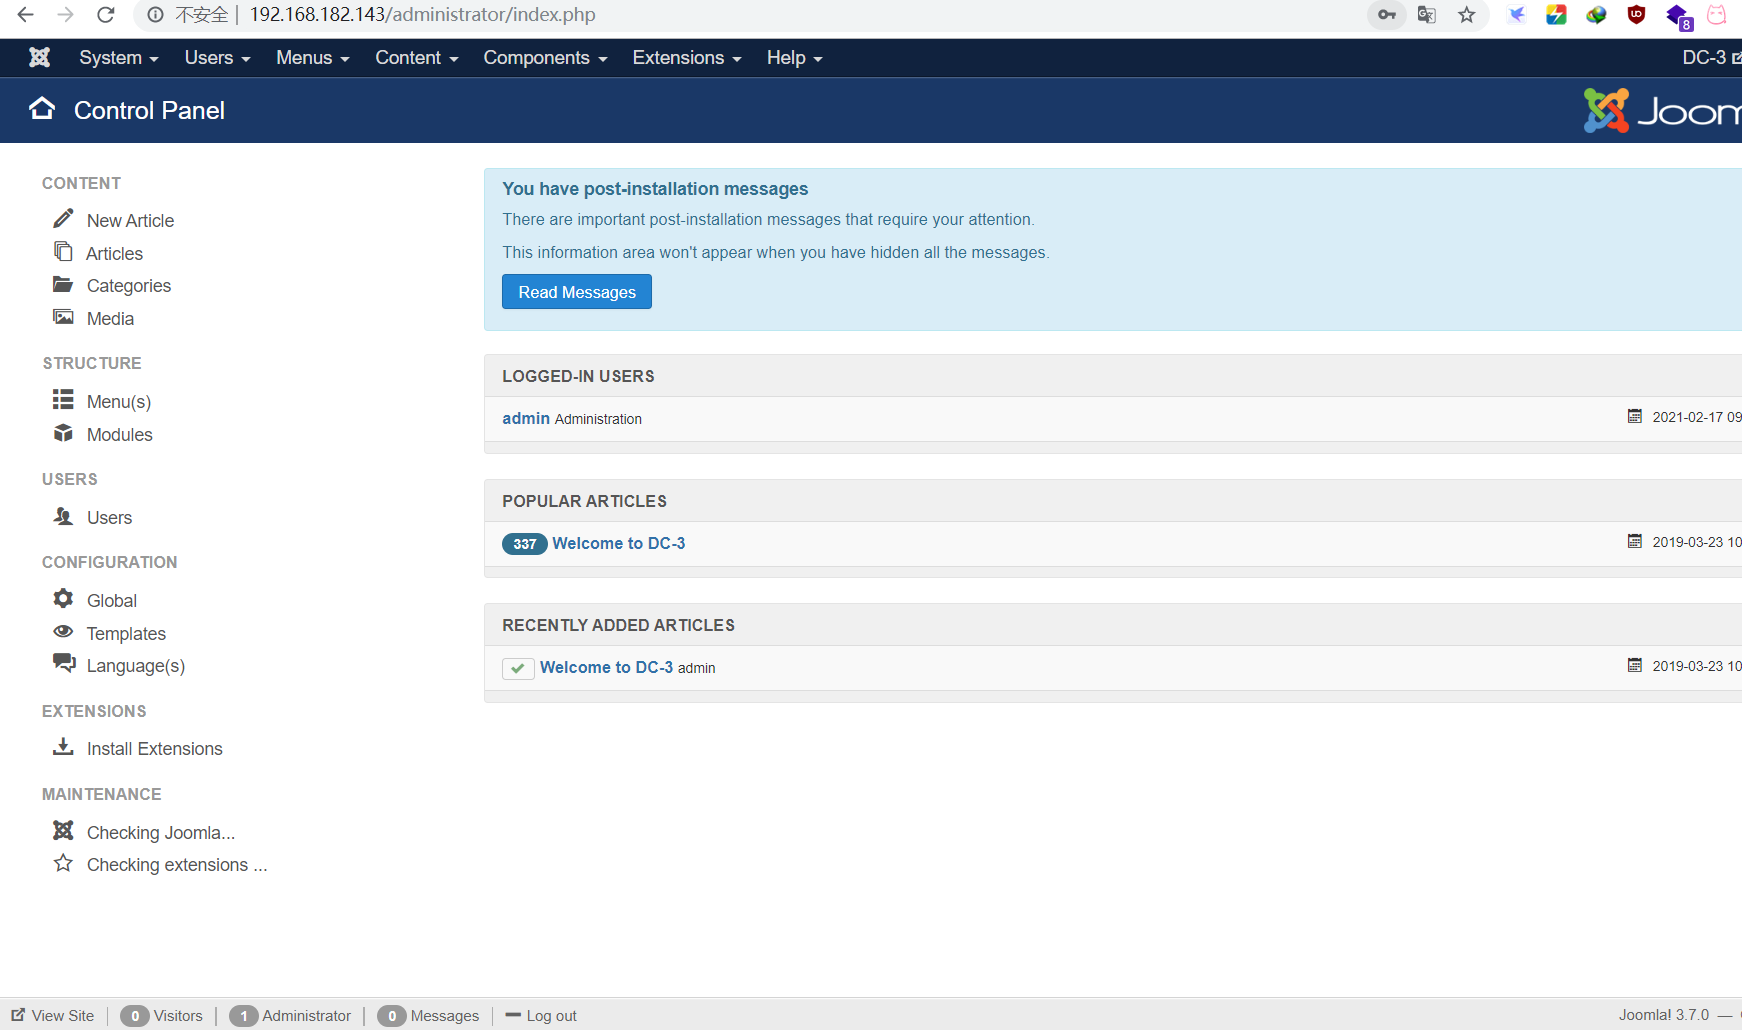 不安全 | 192.168.182.143/administrator/index.php
8
System Users Menus Content Components Extensions Help DC-3
Control Panel
CONTENT
New Article
Articles
Categories
Media
STRUCTURE
Menu(s)
Modules
USERS
Users
CONFIGURATION
Global
Templates
Language(s)
EXTENSIONS
Install Extensions
MAINTENANCE
Checking Joomla...
Checking extensions ...
You have post-installation messages
There are important post-installation messages that require your attention.
This information area won't appear when you have hidden all the messages.
Read Messages
LOGGED-IN USERS
admin Administration 2021-02-17 09
POPULAR ARTICLES
337 Welcome to DC-3 2019-03-23 10
RECENTLY ADDED ARTICLES
Welcome to DC-3 admin 2019-03-23 10
View Site 0 Visitors 1 Administrator 0 Messages Log out Joomla! 3.7.0 —